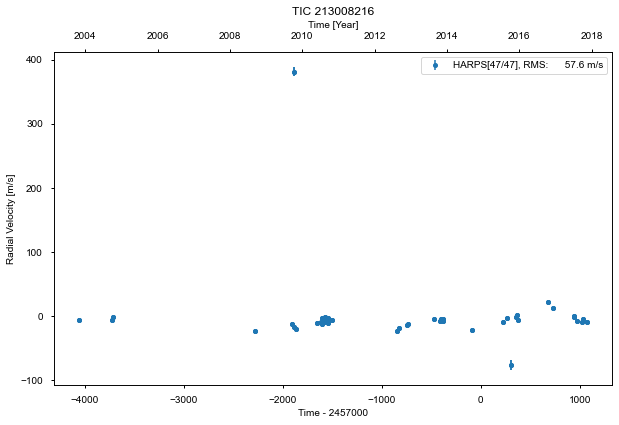 TIC 213008216
Time [Year]
2004 2006 2008 2010 2012 2014 2016 2018
HARPS[47/47], RMS: 57.6 m/s
Radial Velocity [m/s]
400
300
200
100
0
−100
−4000 −3000 −2000 −1000 0 1000
Time - 2457000